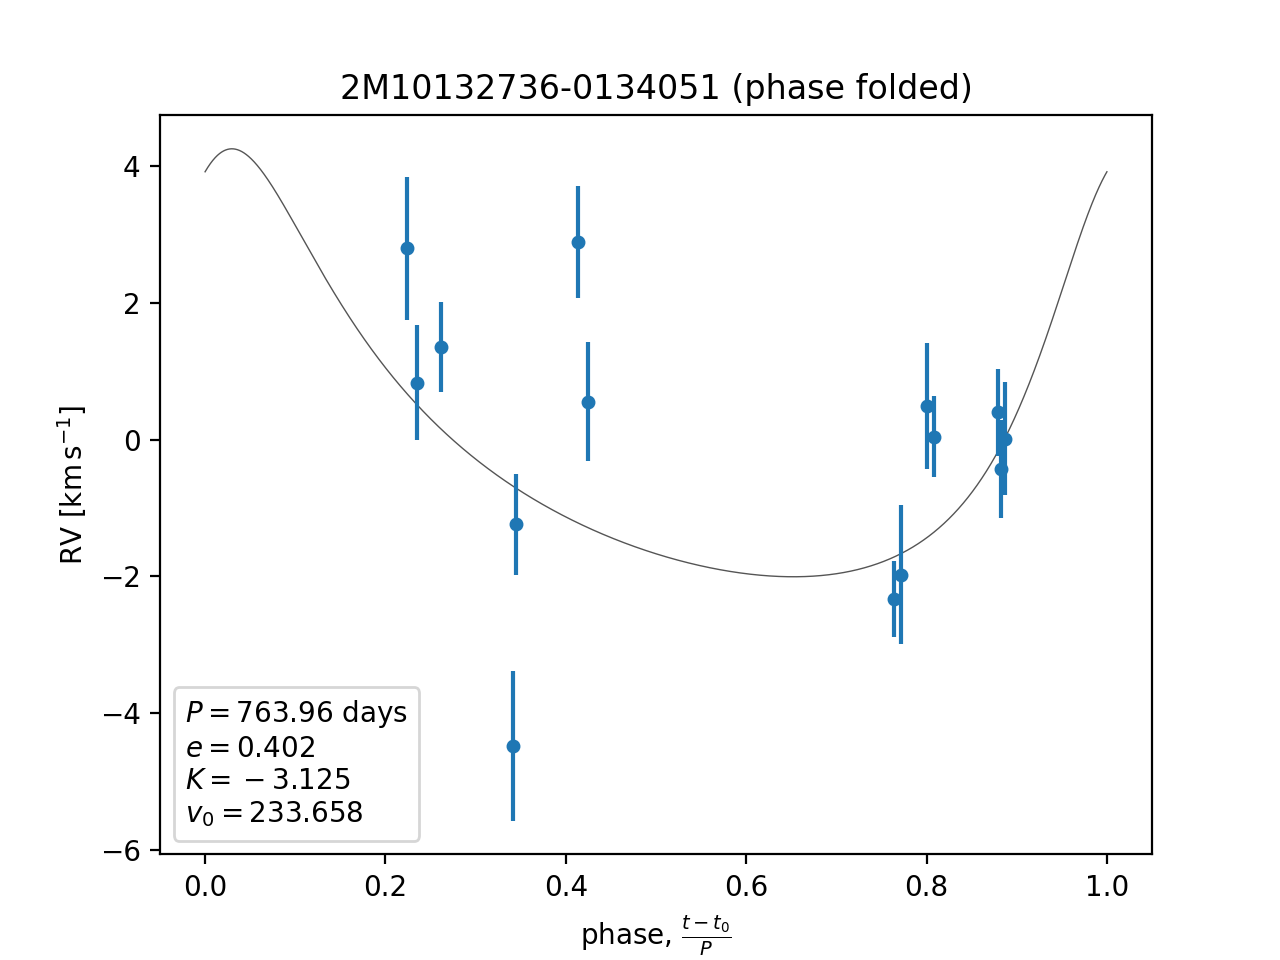 2M10132736-0134051 (phase folded)
RV [km s⁻¹]
4
2
0
−2
−4
−6
P = 763.96 days
e = 0.402
K = −3.125
v₀ = 233.658
0.0 0.2 0.4 0.6 0.8 1.0
phase, (t − t₀)/P